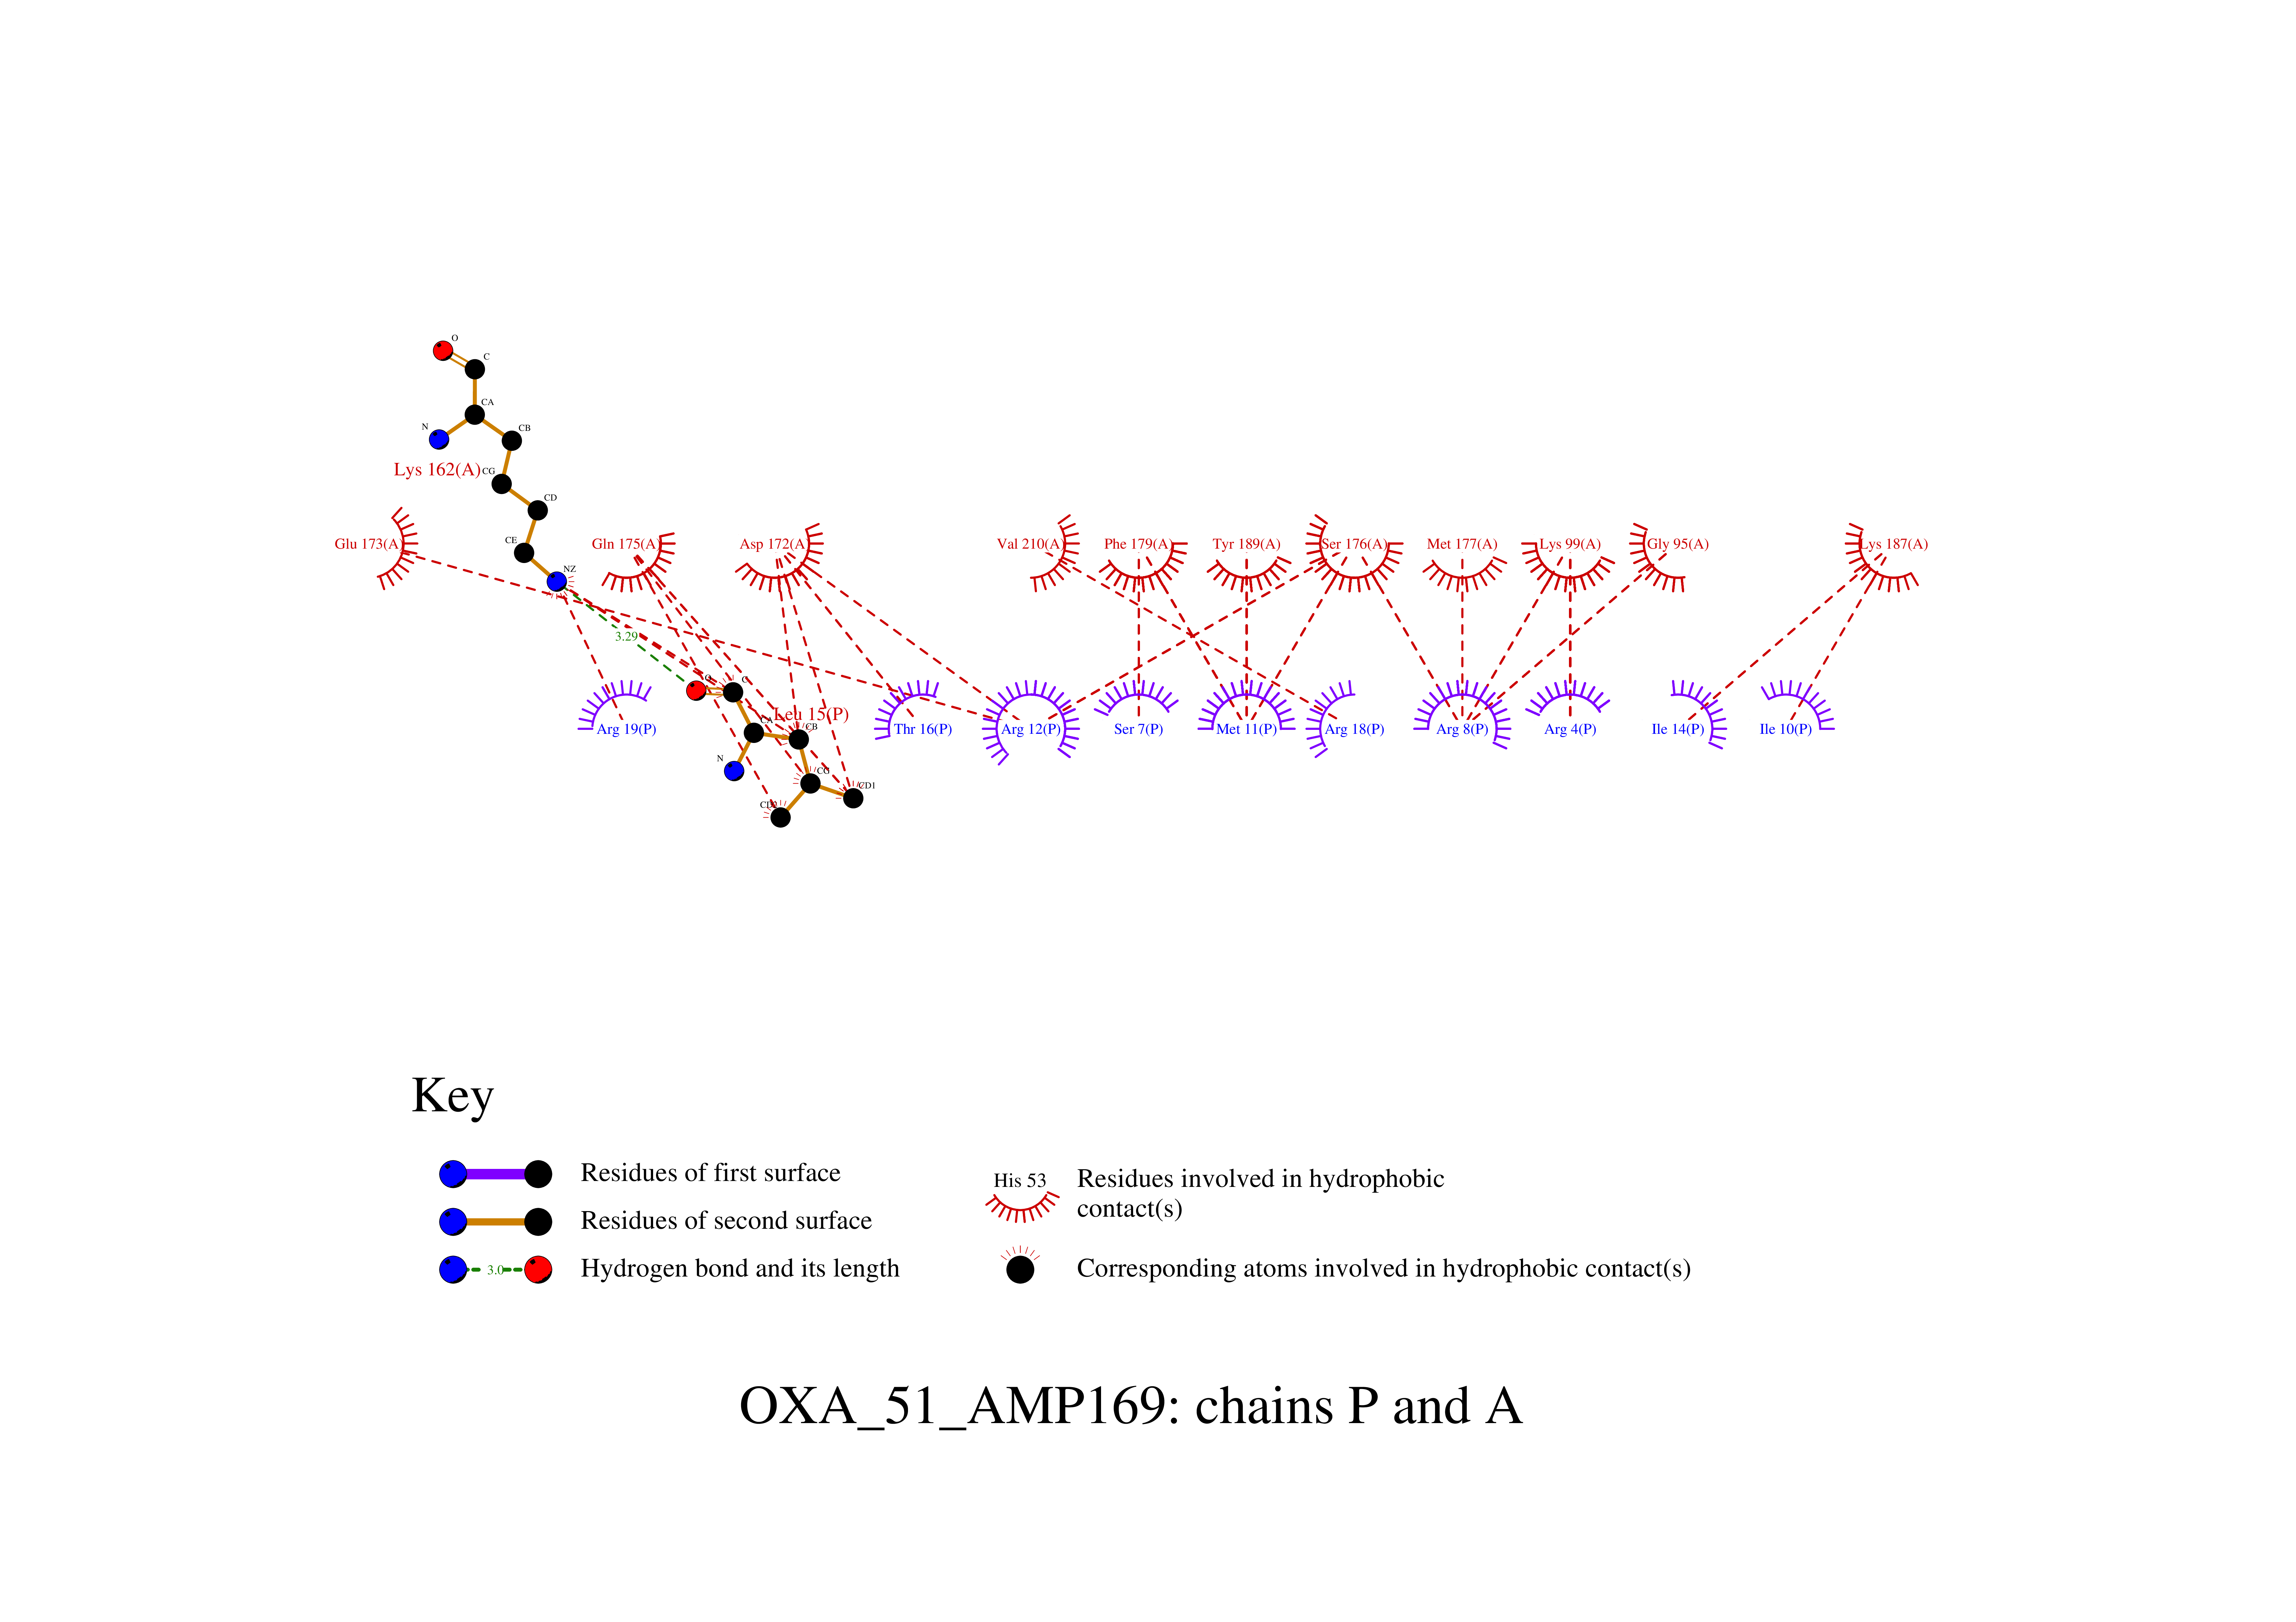 O
C
CA
N
CB
Lys 162(A)
CG
CD
CE
NZ
Glu 173(A)
Gln 175(A)
Asp 172(A)
Val 210(A)
Phe 179(A)
Tyr 189(A)
Ser 176(A)
Met 177(A)
Lys 99(A)
Gly 95(A)
Lys 187(A)
3.29
O
C
Leu 15(P)
CA
CB
N
CG
CD1
Arg 19(P)
Thr 16(P)
Arg 12(P)
Ser 7(P)
Met 11(P)
Arg 18(P)
Arg 8(P)
Arg 4(P)
Ile 14(P)
Ile 10(P)
Key
Residues of first surface
Residues of second surface
3.0
Hydrogen bond and its length
His 53
Residues involved in hydrophobic
contact(s)
Corresponding atoms involved in hydrophobic contact(s)
OXA_51_AMP169: chains P and A